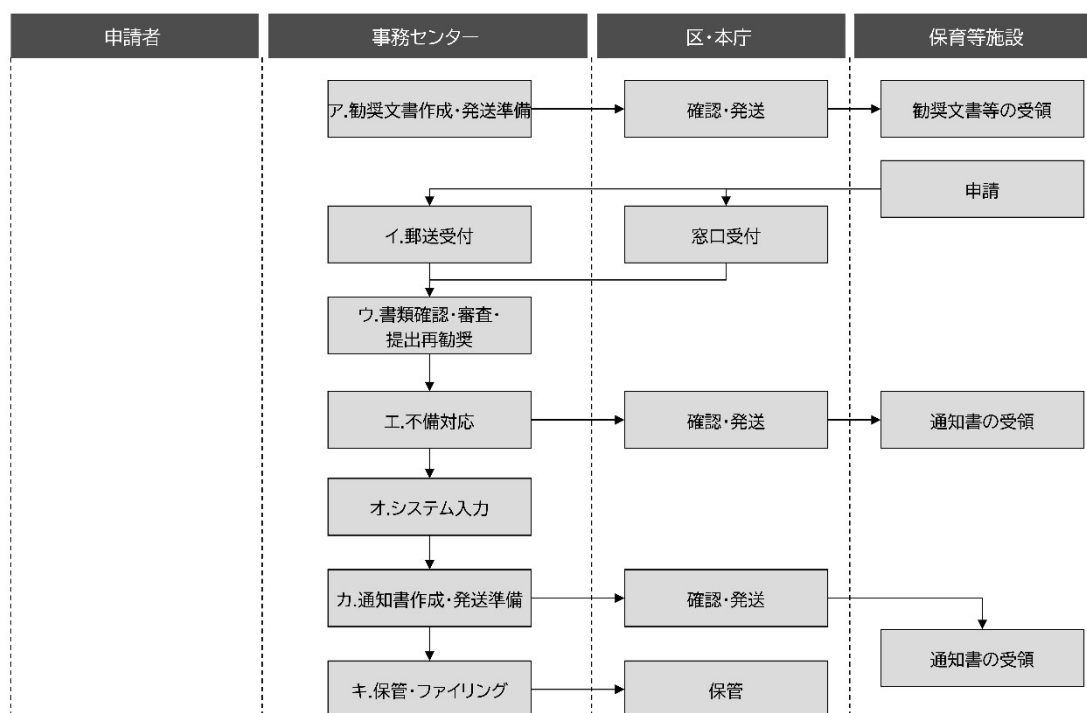 申請者
事務センター
区・本庁
保育等施設
ア.勧奨文書作成・発送準備
確認・発送
勧奨文書等の受領
申請
イ.郵送受付
窓口受付
ウ.書類確認・審査・
提出再勧奨
エ.不備対応
確認・発送
通知書の受領
オ.システム入力
カ.通知書作成・発送準備
確認・発送
通知書の受領
キ.保管・ファイリング
保管